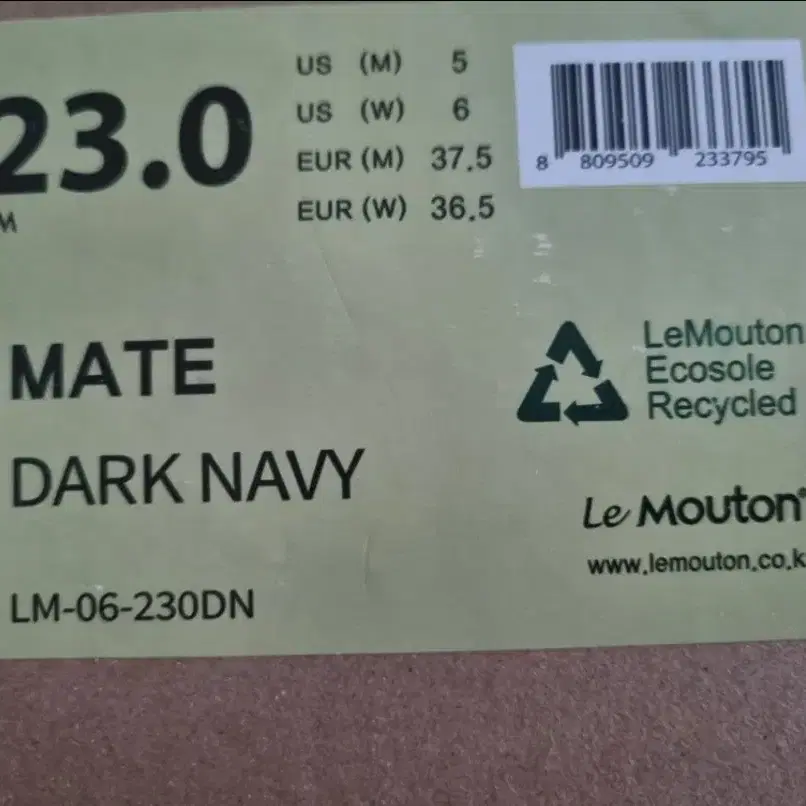 23.0
M
US (M) 5
US (W) 6
EUR (M) 37.5
EUR (W) 36.5
8 809509 233795
MATE
DARK NAVY
LM-06-230DN
LeMouton
Ecosole
Recycled
Le Mouton
www.lemouton.co.k